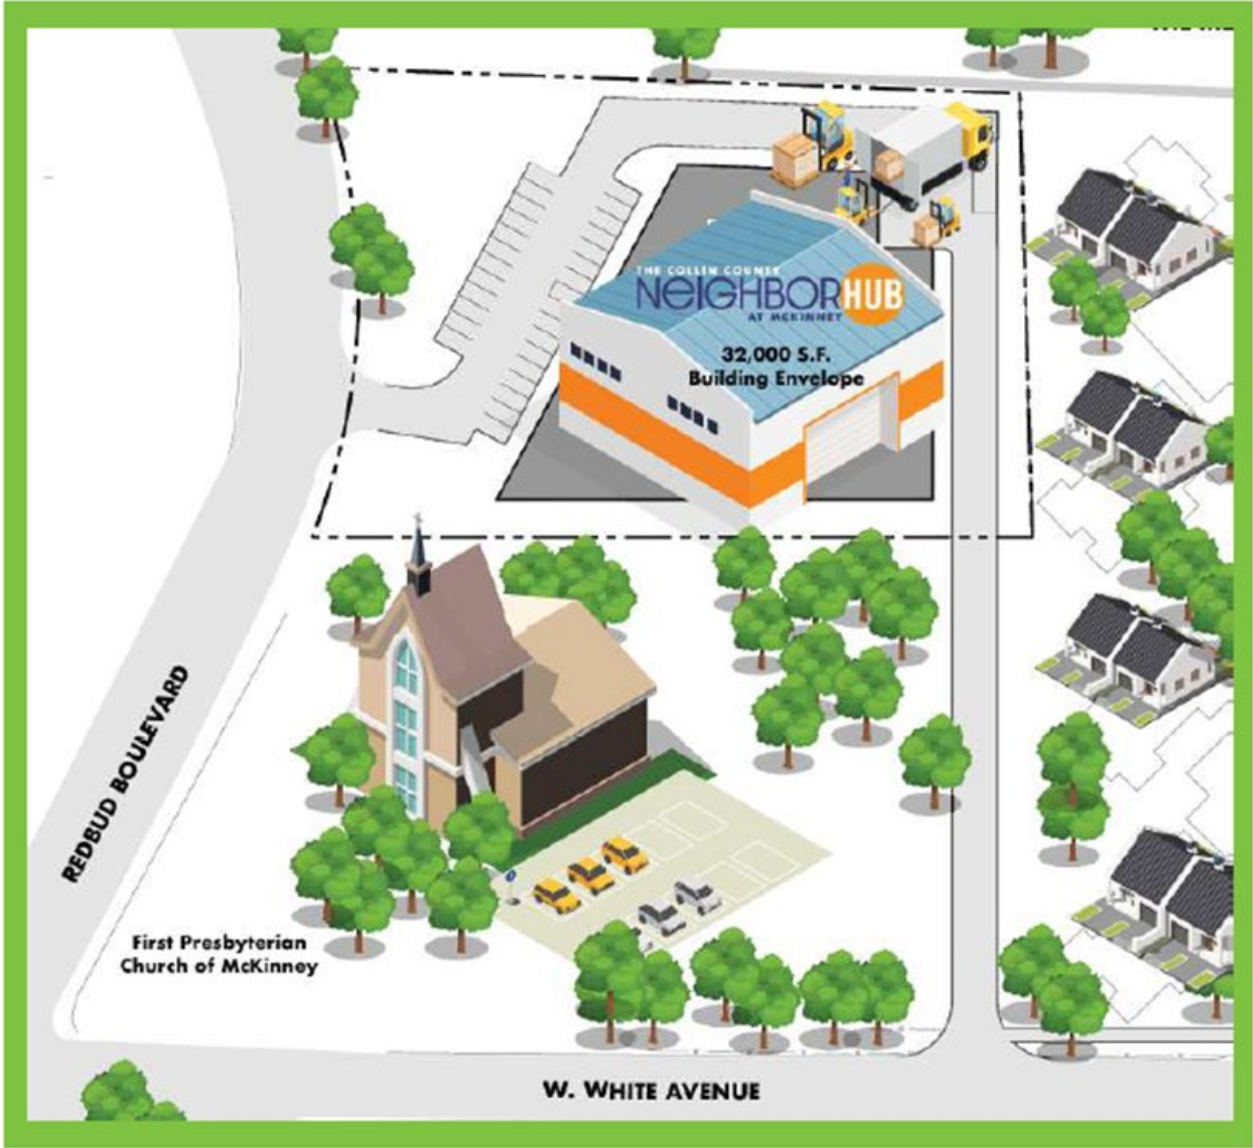 THE COLLIN COUNTY
NEIGHBORHUB
AT MCKINNEY
32,000 S.F.
Building Envelope
REDBUD BOULEVARD
First Presbyterian
Church of McKinney
W. WHITE AVENUE